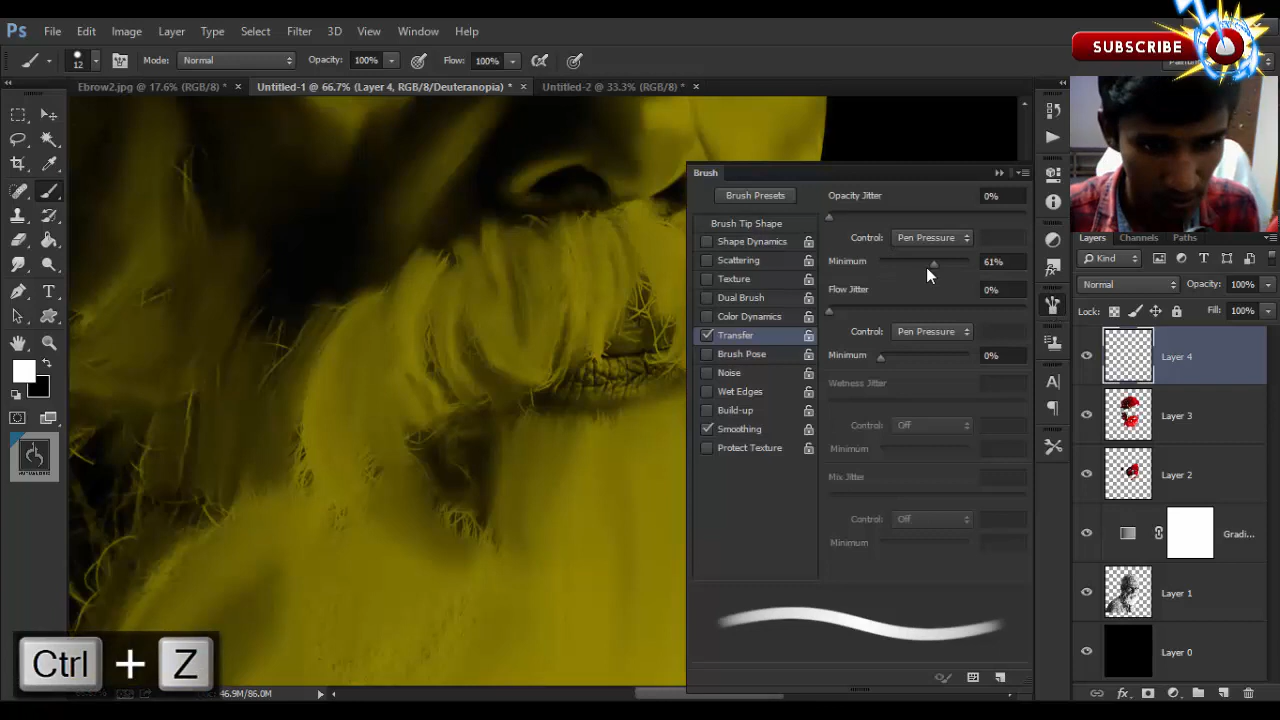 SUBSCRIBE
Ps File Edit Image Layer Type Select Filter 3D View Window Help
12 Mode: Normal Opacity: 100% Flow: 100%
Ebrow2.jpg @ 17.6% (RGB/8) * × Untitled-1 @ 66.7% (Layer 4, RGB/8/Deuteranopia) * × Untitled-2 @ 33.3% (RGB/8) * ×
Brush
Brush Presets
Brush Tip Shape
Shape Dynamics
Scattering
Texture
Dual Brush
Color Dynamics
Transfer
Brush Pose
Noise
Wet Edges
Build-up
Smoothing
Protect Texture
Opacity Jitter 0%
Control: Pen Pressure
Minimum 61%
Flow Jitter 0%
Control: Pen Pressure
Minimum 0%
Wetness Jitter
Control: Off
Minimum
Mix Jitter
Control: Off
Minimum
Layers Channels Paths
Kind
Normal Opacity: 100%
Lock: Fill: 100%
Layer 4
Layer 3
Layer 2
Gradi...
Layer 1
Layer 0
Ctrl + Z
46.9M/86.0M